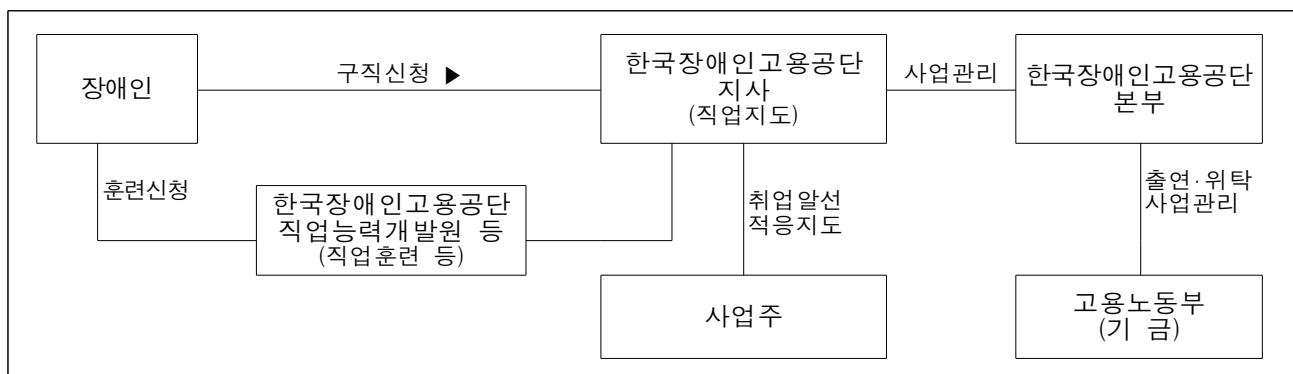 장애인
구직신청 ▶
한국장애인고용공단
지사
(직업지도)
사업관리
한국장애인고용공단
본부
훈련신청
한국장애인고용공단
직업능력개발원 등
(직업훈련 등)
취업알선
적응지도
출연·위탁
사업관리
사업주
고용노동부
(기 금)